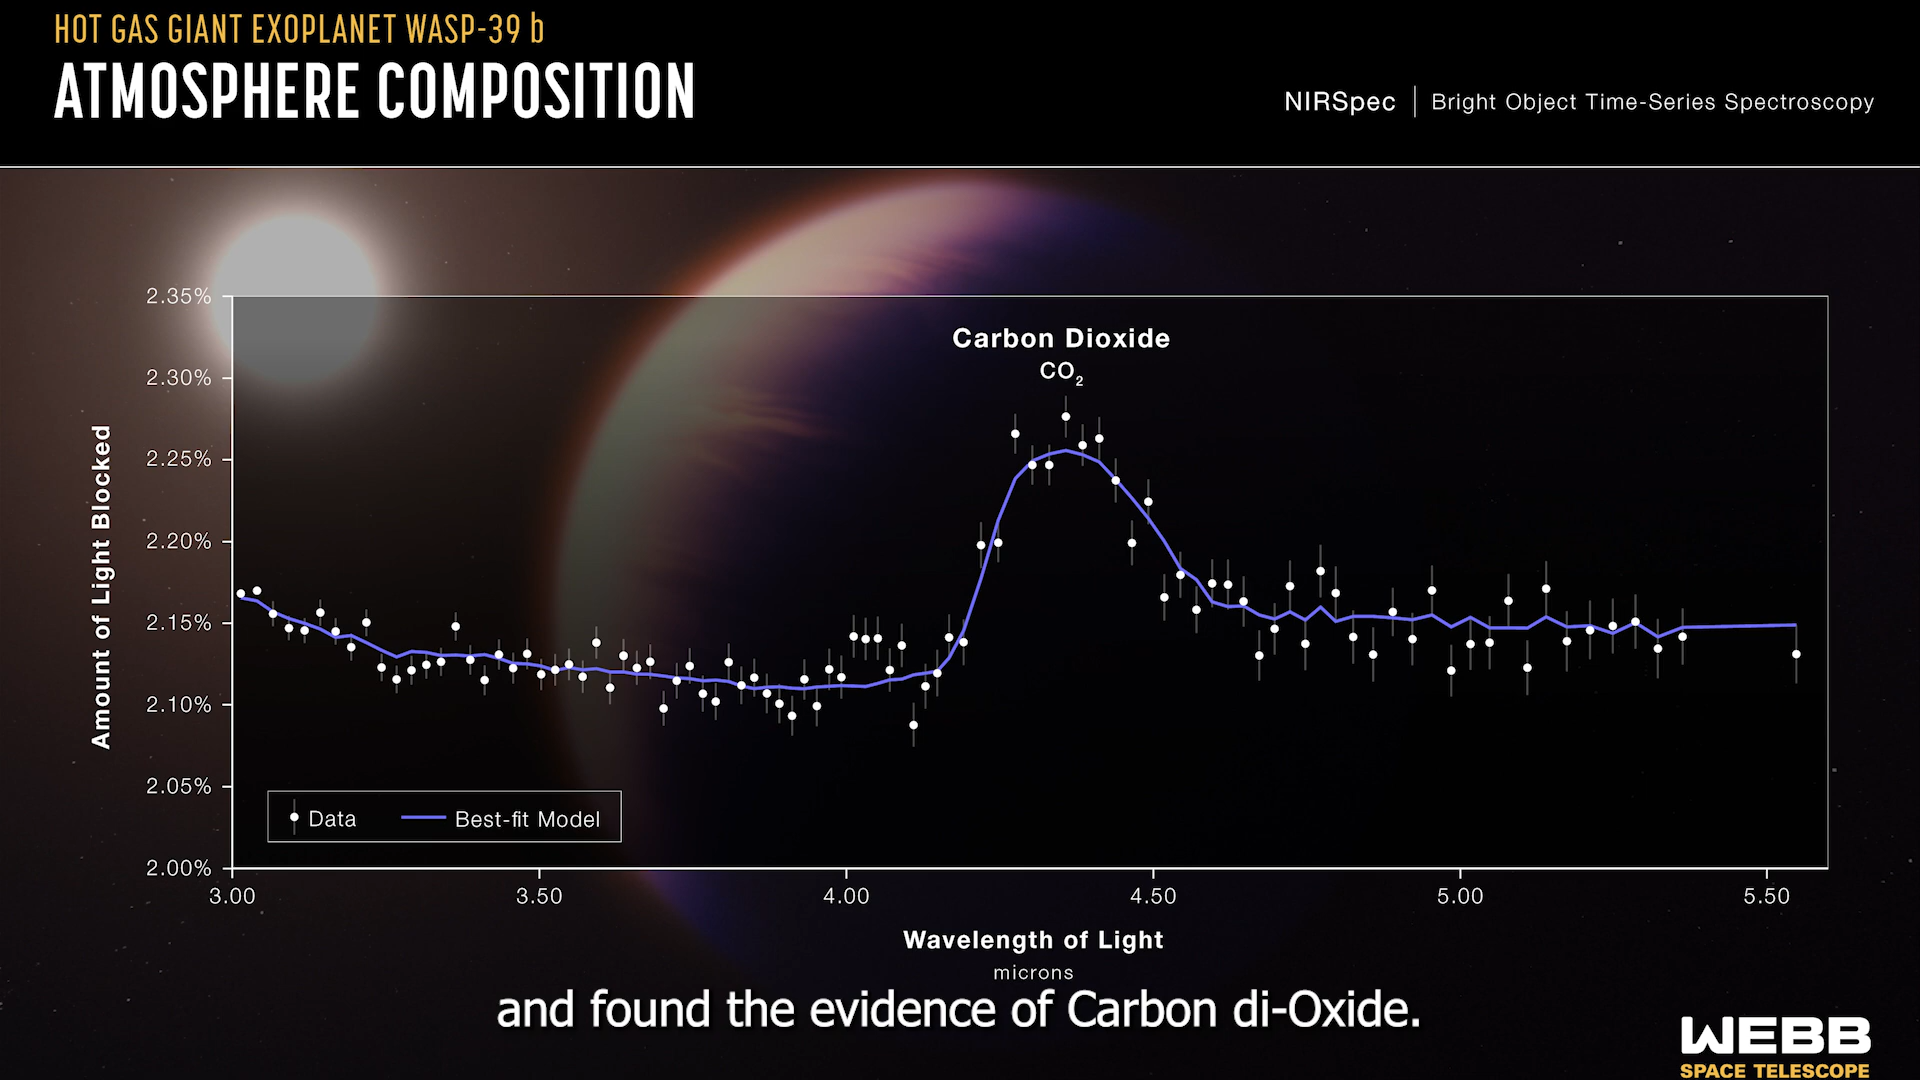 HOT GAS GIANT EXOPLANET WASP-39 b
ATMOSPHERE COMPOSITION
NIRSpec | Bright Object Time-Series Spectroscopy
Carbon Dioxide
CO₂
Amount of Light Blocked
2.35%
2.30%
2.25%
2.20%
2.15%
2.10%
2.05%
2.00%
Data
Best-fit Model
3.00 3.50 4.00 4.50 5.00 5.50
Wavelength of Light
microns
and found the evidence of Carbon di-Oxide.
WEBB
SPACE TELESCOPE